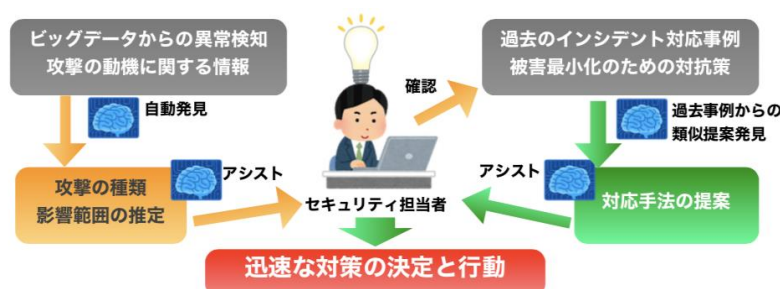 ビッグデータからの異常検知
攻撃の動機に関する情報
自動発見
攻撃の種類
影響範囲の推定
アシスト
セキュリティ担当者
確認
過去のインシデント対応事例
被害最小化のための対抗策
過去事例からの
類似提案発見
アシスト
対応手法の提案
迅速な対策の決定と行動